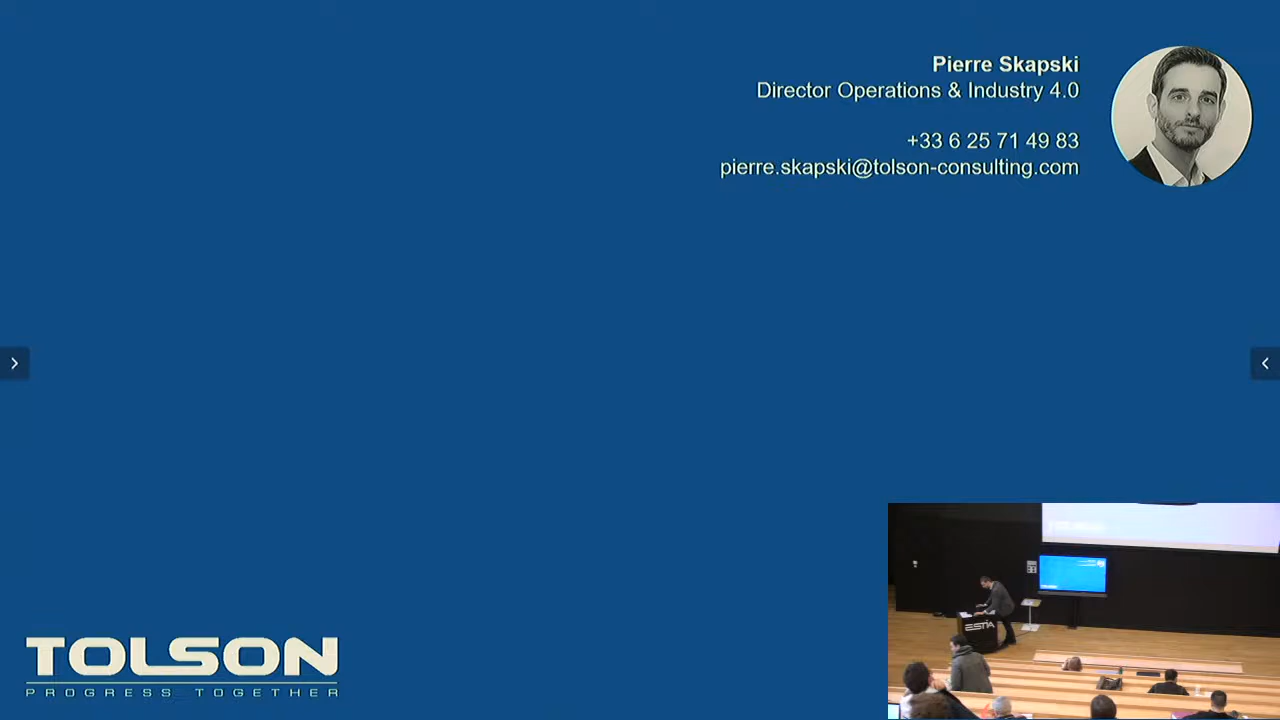 Pierre Skapski
Director Operations & Industry 4.0
+33 6 25 71 49 83
pierre.skapski@tolson-consulting.com
TOLSON
PROGRESS TOGETHER
ESTIA